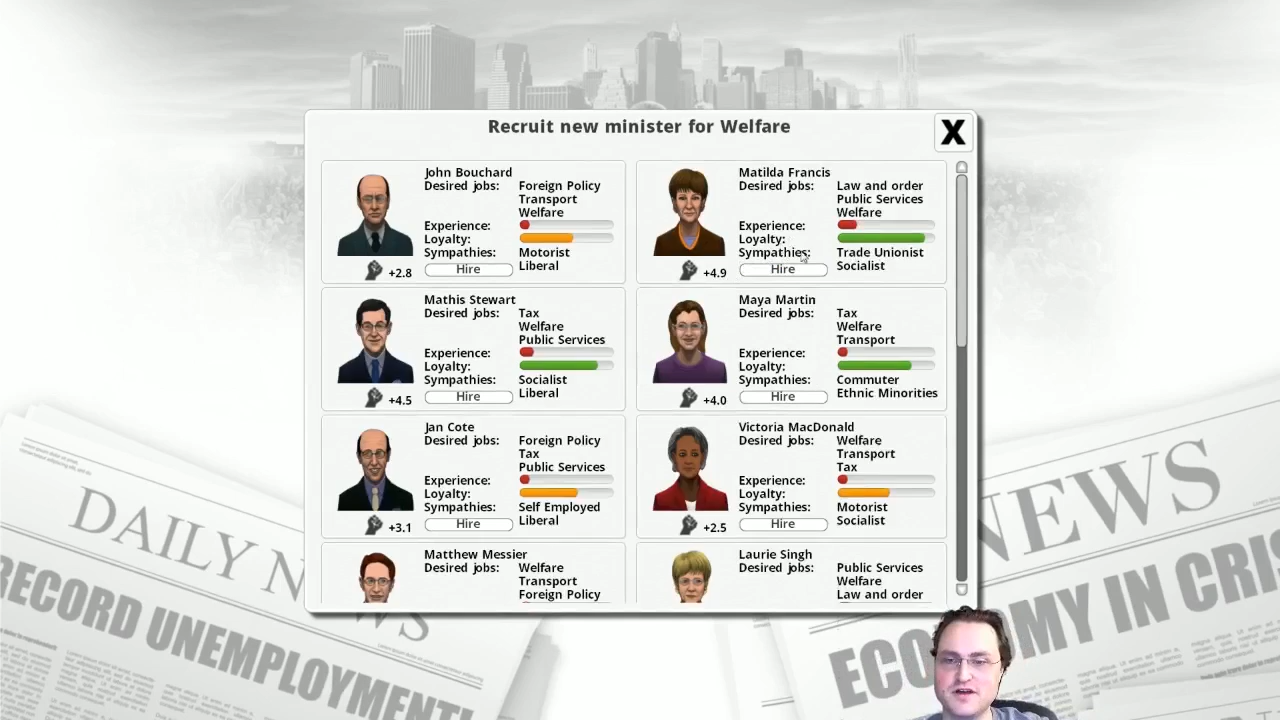 Recruit new minister for Welfare
X
John Bouchard
Desired jobs: Foreign Policy
Transport
Welfare
Experience:
Loyalty:
Sympathies: Motorist
Liberal
+2.8 Hire
Matilda Francis
Desired jobs: Law and order
Public Services
Welfare
Experience:
Loyalty:
Sympathies: Trade Unionist
Socialist
+4.9 Hire
Mathis Stewart
Desired jobs: Tax
Welfare
Public Services
Experience:
Loyalty:
Sympathies: Socialist
Liberal
+4.5 Hire
Maya Martin
Desired jobs: Tax
Welfare
Transport
Experience:
Loyalty:
Sympathies: Commuter
Ethnic Minorities
+4.0 Hire
Jan Cote
Desired jobs: Foreign Policy
Tax
Public Services
Experience:
Loyalty:
Sympathies: Self Employed
Liberal
+3.1 Hire
Victoria MacDonald
Desired jobs: Welfare
Transport
Tax
Experience:
Loyalty:
Sympathies: Motorist
Socialist
+2.5 Hire
Matthew Messier
Desired jobs: Welfare
Transport
Foreign Policy
Laurie Singh
Desired jobs: Public Services
Welfare
Law and order
DAILY N WS
RECORD UNEMPLOYMENT
NEWS
ECONOMY IN CRIS